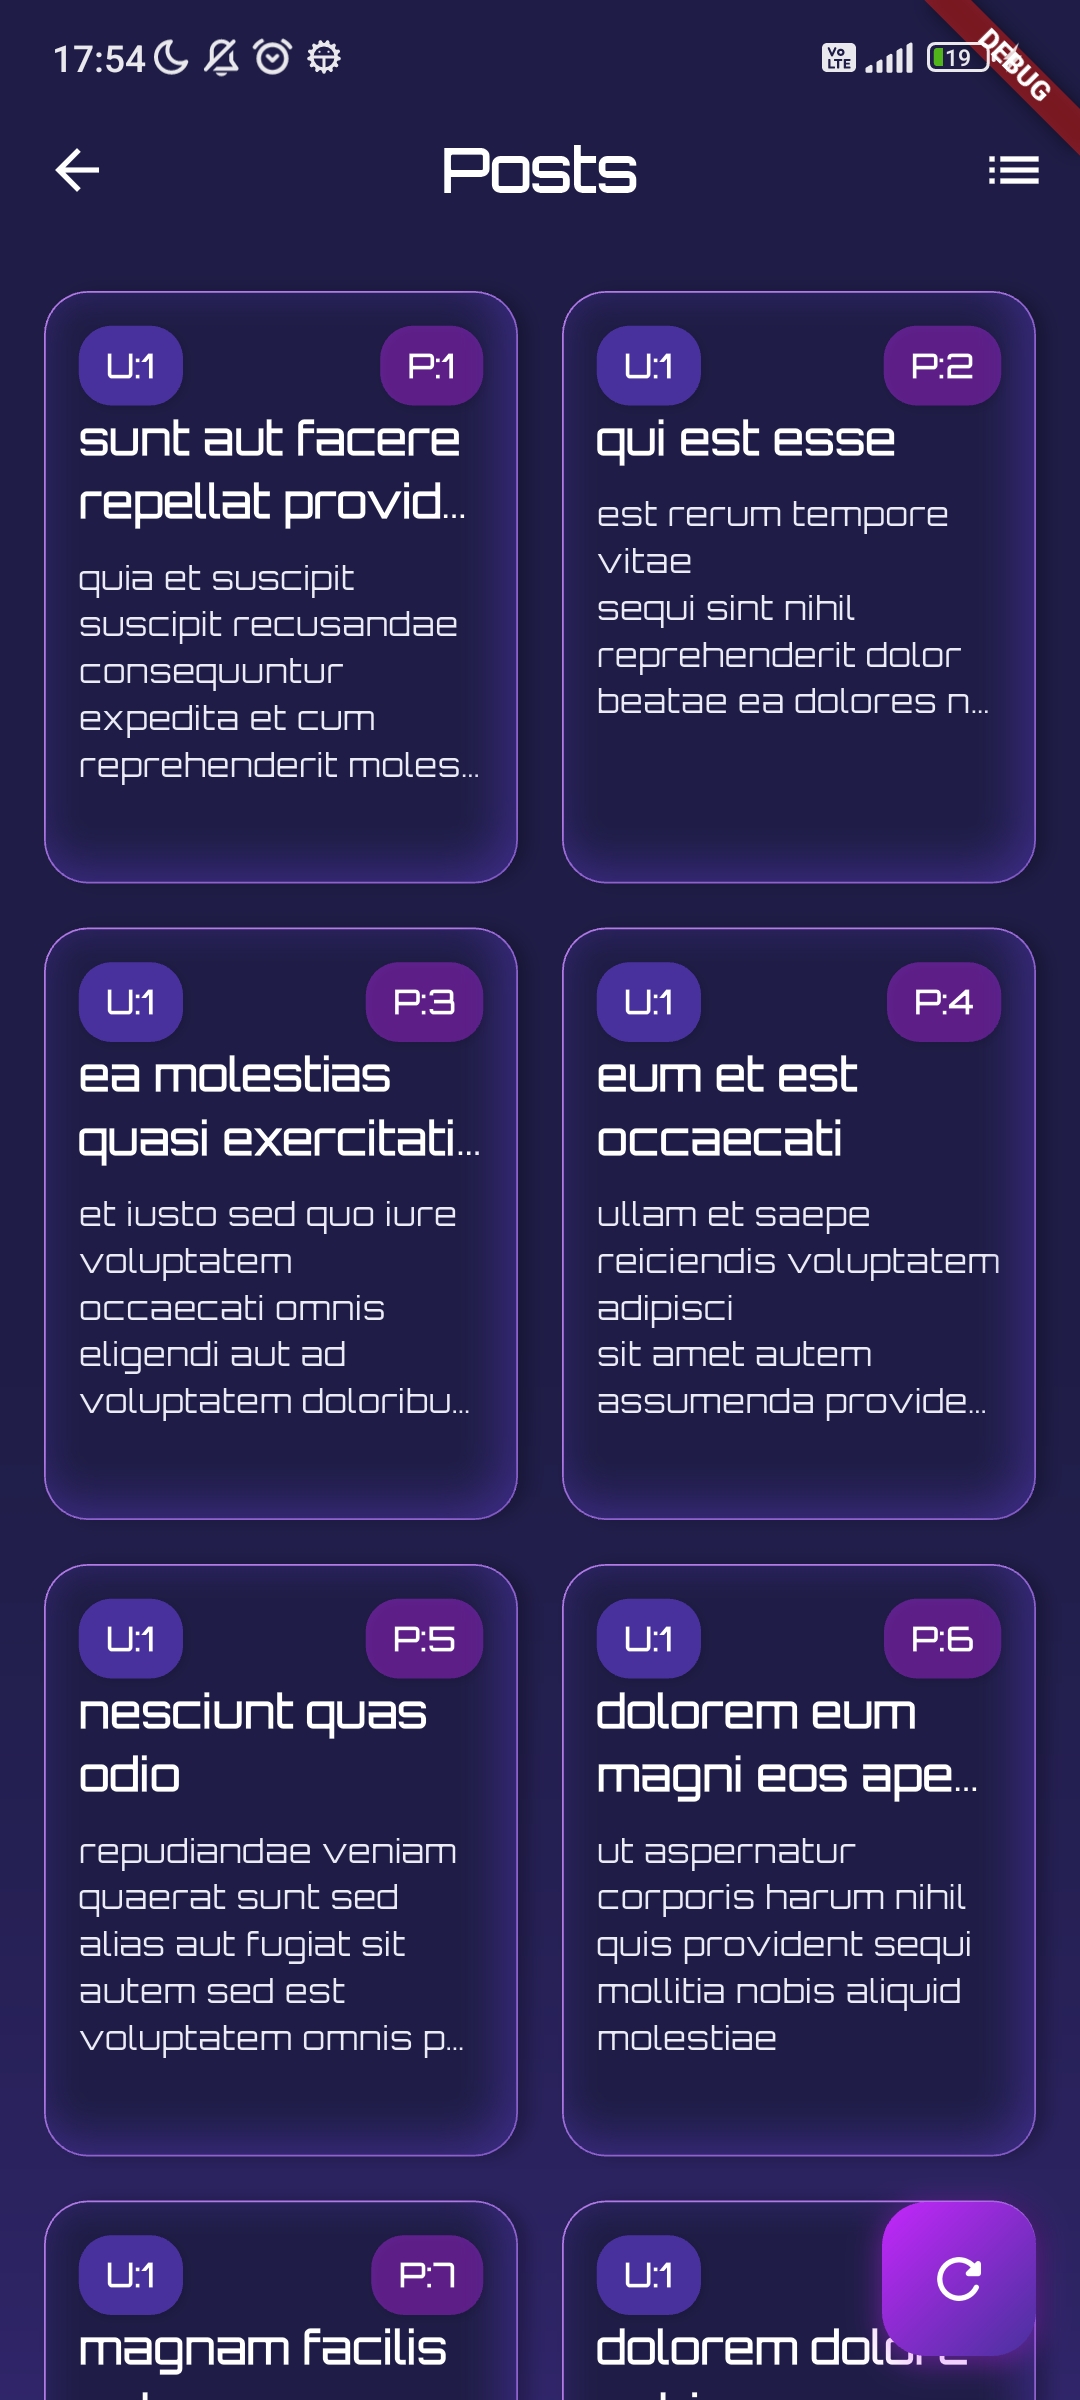 17:54
Vo
LTE
19
DEBUG
Posts
U:1
P:1
sunt aut facere
repellat provid...
quia et suscipit
suscipit recusandae
consequuntur
expedita et cum
reprehenderit moles...
U:1
P:2
qui est esse
est rerum tempore
vitae
sequi sint nihil
reprehenderit dolor
beatae ea dolores n...
U:1
P:3
ea molestias
quasi exercitati...
et iusto sed quo iure
voluptatem
occaecati omnis
eligendi aut ad
voluptatem doloribu...
U:1
P:4
eum et est
occaecati
ullam et saepe
reiciendis voluptatem
adipisci
sit amet autem
assumenda provide...
U:1
P:5
nesciunt quas
odio
repudiandae veniam
quaerat sunt sed
alias aut fugiat sit
autem sed est
voluptatem omnis p...
U:1
P:6
dolorem eum
magni eos ape...
ut aspernatur
corporis harum nihil
quis provident sequi
mollitia nobis aliquid
molestiae
U:1
P:7
magnam facilis
U:1
dolorem dolore